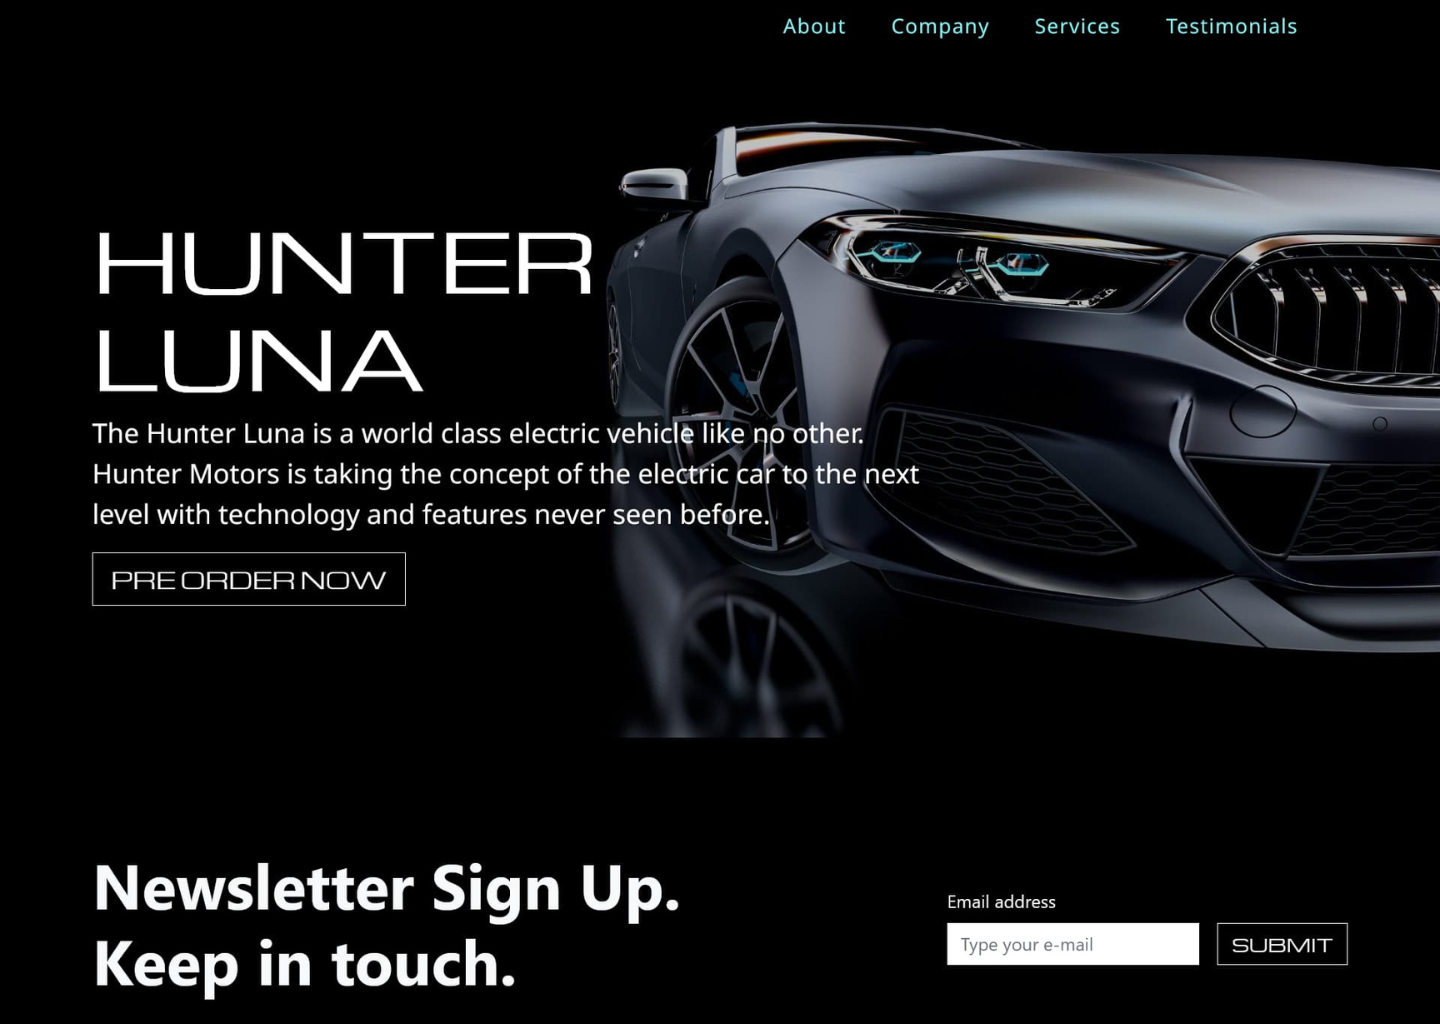 About Company Services Testimonials
HUNTER
LUNA
The Hunter Luna is a world class electric vehicle like no other.
Hunter Motors is taking the concept of the electric car to the next
level with technology and features never seen before.
PRE ORDER NOW
Newsletter Sign Up.
Keep in touch.
Email address
Type your e-mail
SUBMIT